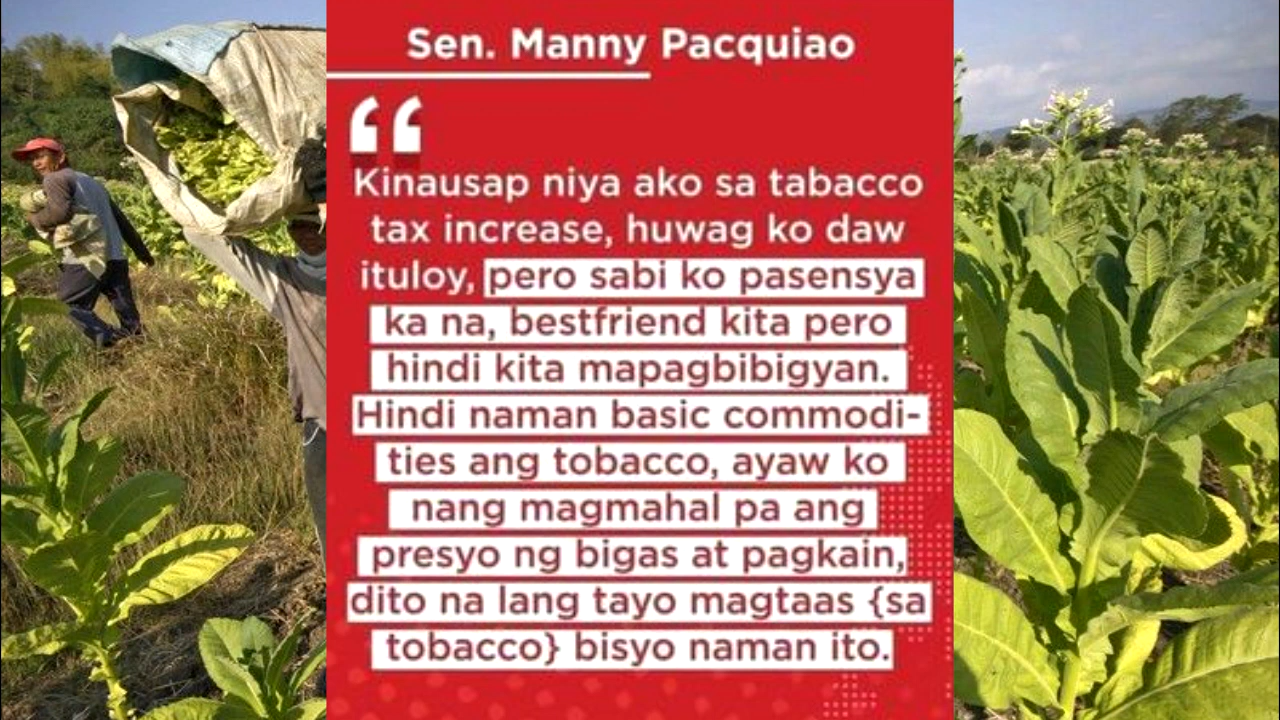 Sen. Manny Pacquiao
“
Kinausap niya ako sa tabacco
tax increase, huwag ko daw
ituloy, pero sabi ko pasensya
ka na, bestfriend kita pero
hindi kita mapagbibigyan.
Hindi naman basic commodi-
ties ang tobacco, ayaw ko
nang magmahal pa ang
presyo ng bigas at pagkain,
dito na lang tayo magtaas {sa
tobacco} bisyo naman ito.